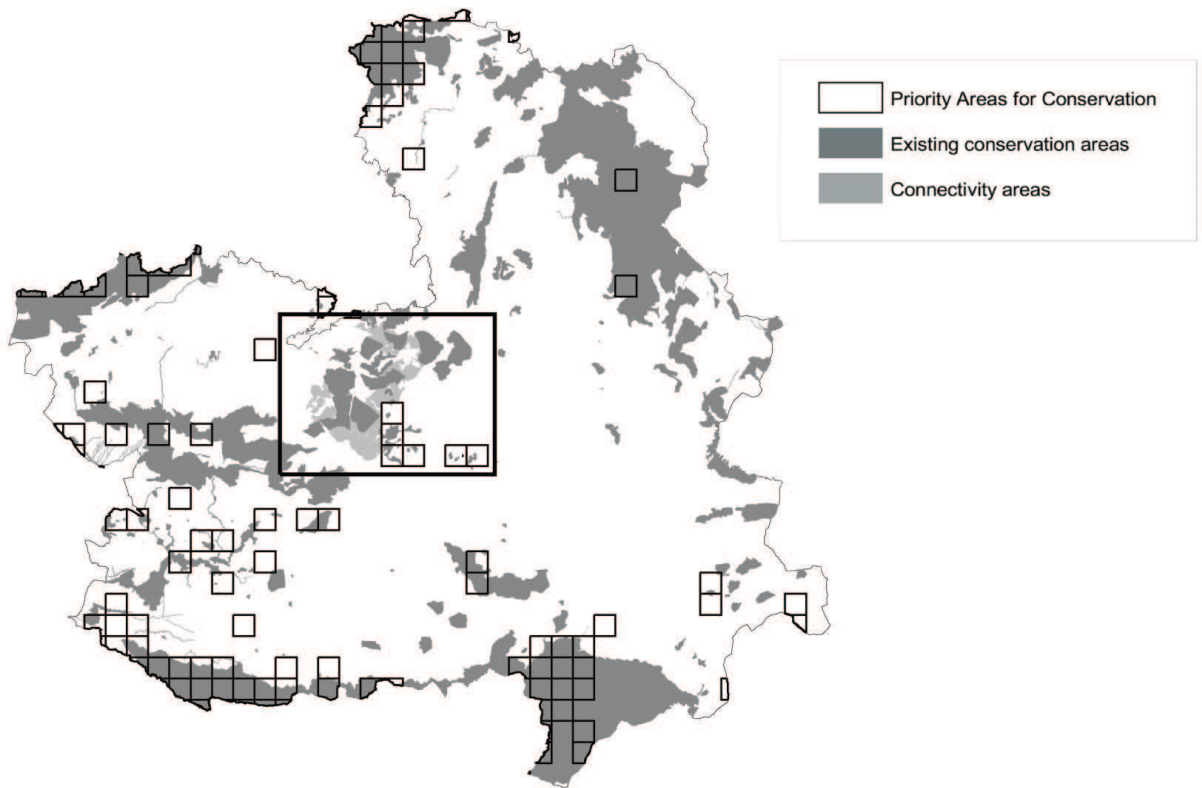 Priority Areas for Conservation
Existing conservation areas
Connectivity areas